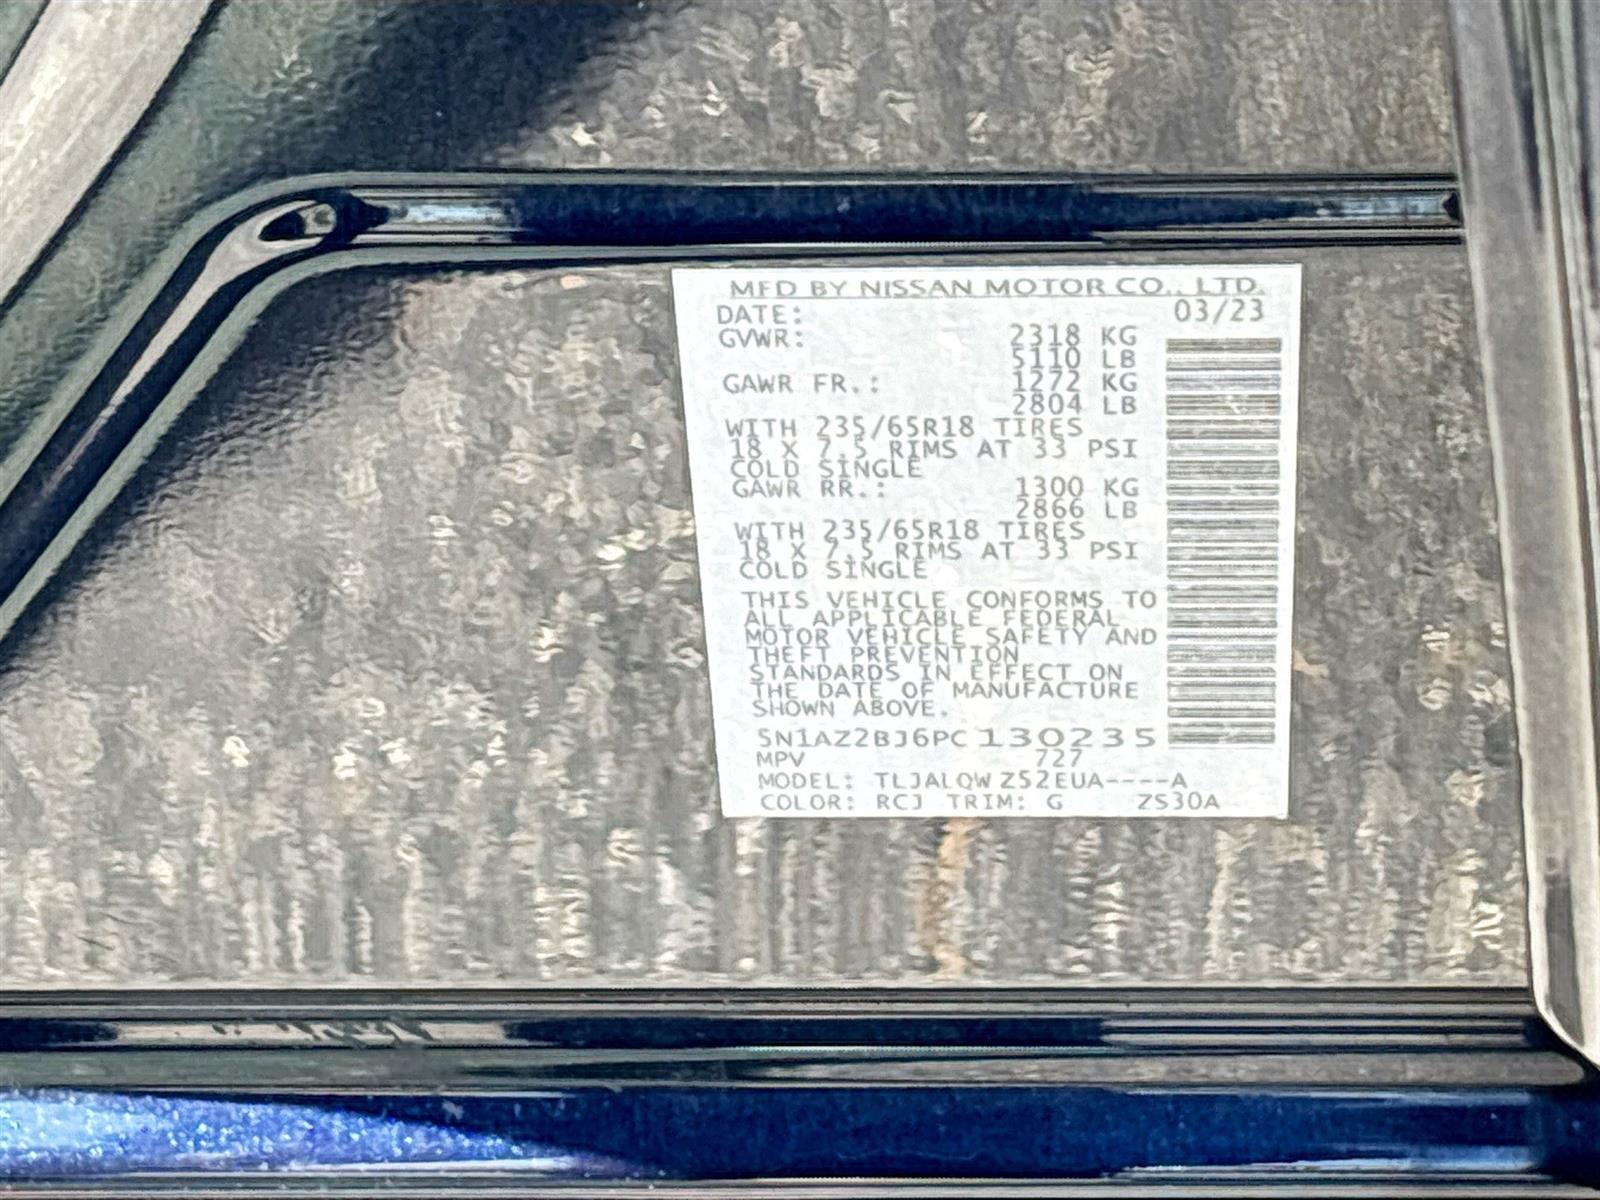 MFD BY NISSAN MOTOR CO., LTD.
DATE: 03/23
GVWR: 2318 KG
5110 LB
GAWR FR.: 1272 KG
2804 LB
WITH 235/65R18 TIRES
18 X 7.5 RIMS AT 33 PSI
COLD SINGLE
GAWR RR.: 1300 KG
2866 LB
WITH 235/65R18 TIRES
18 X 7.5 RIMS AT 33 PSI
COLD SINGLE
THIS VEHICLE CONFORMS TO
ALL APPLICABLE FEDERAL
MOTOR VEHICLE SAFETY AND
THEFT PREVENTION
STANDARDS IN EFFECT ON
THE DATE OF MANUFACTURE
SHOWN ABOVE.
5N1AZ2BJ6PC130235
MPV 727
MODEL: TLJALQWZ52EUA----A
COLOR: RCJ TRIM: G ZS30A